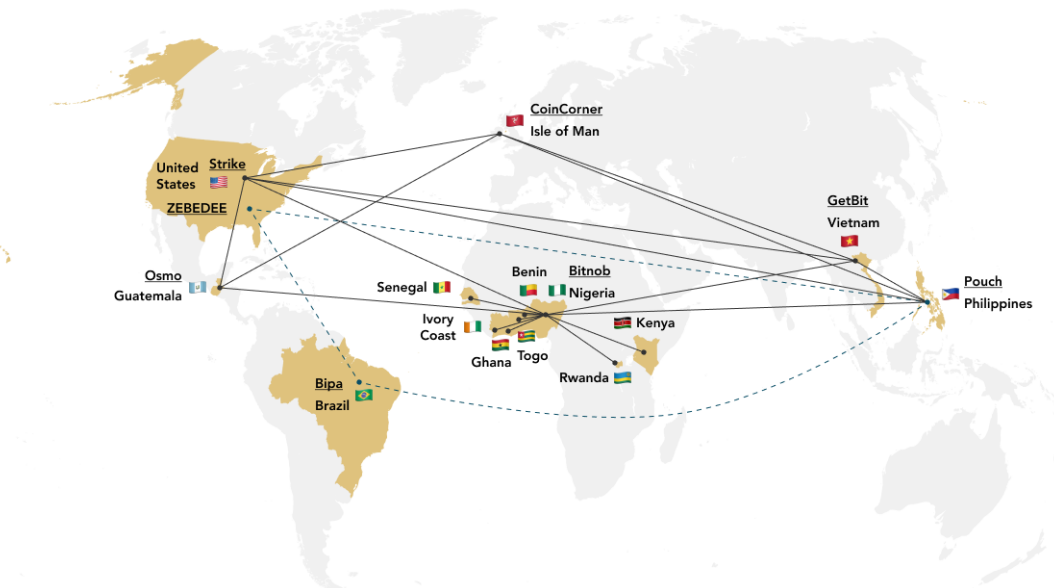 CoinCorner
Isle of Man
United
States
Strike
ZEBEDEE
GetBit
Vietnam
Osmo
Guatemala
Senegal
Benin
Bitnob
Nigeria
Pouch
Philippines
Ivory
Coast
Kenya
Ghana
Togo
Rwanda
Bipa
Brazil